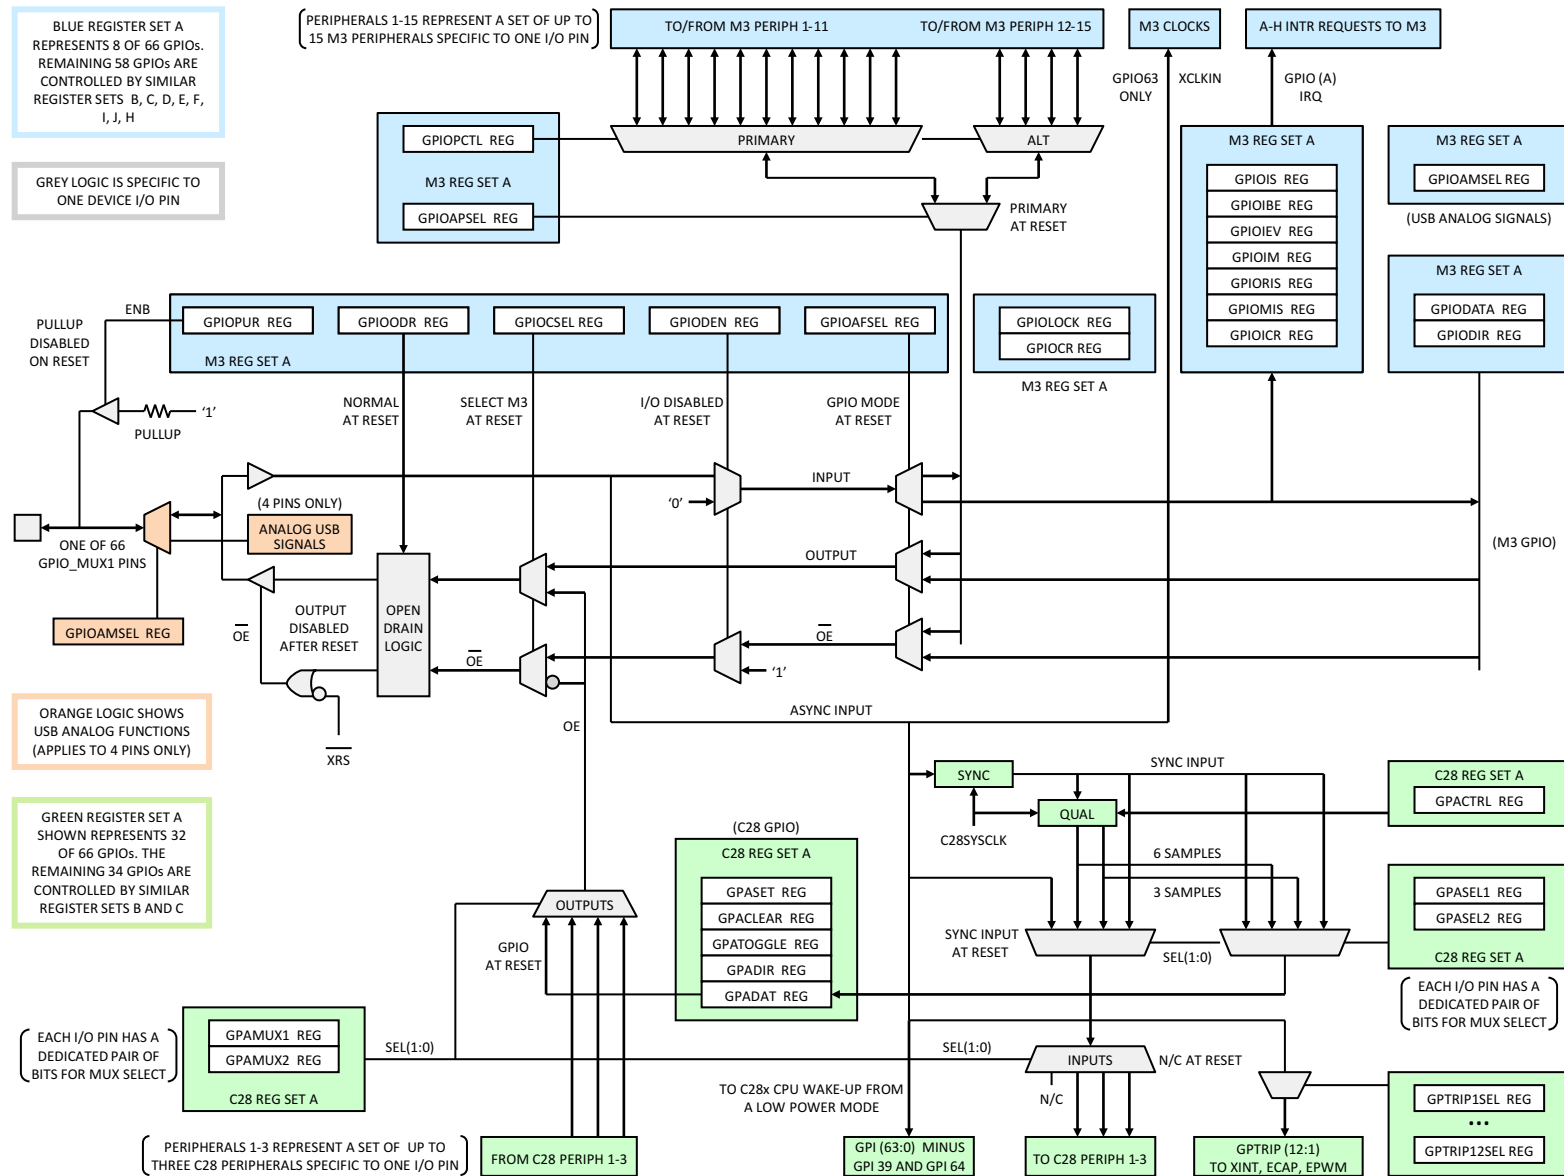 BLUE REGISTER SET A
REPRESENTS 8 OF 66 GPIOs.
REMAINING 58 GPIOs ARE
CONTROLLED BY SIMILAR
REGISTER SETS B, C, D, E, F,
I, J, H
GREY LOGIC IS SPECIFIC TO
ONE DEVICE I/O PIN
PERIPHERALS 1-15 REPRESENT A SET OF UP TO
15 M3 PERIPHERALS SPECIFIC TO ONE I/O PIN
TO/FROM M3 PERIPH 1-11
TO/FROM M3 PERIPH 12-15
M3 CLOCKS
A-H INTR REQUESTS TO M3
GPIO63
ONLY
XCLKIN
GPIO (A)
IRQ
GPIOPCTL REG
M3 REG SET A
GPIOAPSEL REG
PRIMARY
ALT
PRIMARY
AT RESET
M3 REG SET A
GPIOIS REG
GPIOIBE REG
GPIOIEV REG
GPIOIM REG
GPIORIS REG
GPIOMIS REG
GPIOICR REG
M3 REG SET A
GPIOAMSEL REG
(USB ANALOG SIGNALS)
M3 REG SET A
GPIODATA REG
GPIODIR REG
ENB
PULLUP
DISABLED
ON RESET
GPIOPUR REG
GPIOODR REG
GPIOCSEL REG
GPIODEN REG
GPIOAFSEL REG
M3 REG SET A
GPIOLOCK REG
GPIOCR REG
M3 REG SET A
'1'
PULLUP
NORMAL
AT RESET
SELECT M3
AT RESET
I/O DISABLED
AT RESET
GPIO MODE
AT RESET
INPUT
'0'
(4 PINS ONLY)
ANALOG USB
SIGNALS
ONE OF 66
GPIO_MUX1 PINS
GPIOAMSEL REG
OUTPUT
(M3 GPIO)
OE
OUTPUT
DISABLED
AFTER RESET
OPEN
DRAIN
LOGIC
OE
OE
'1'
OE
XRS
ASYNC INPUT
ORANGE LOGIC SHOWS
USB ANALOG FUNCTIONS
(APPLIES TO 4 PINS ONLY)
GREEN REGISTER SET A
SHOWN REPRESENTS 32
OF 66 GPIOs. THE
REMAINING 34 GPIOs ARE
CONTROLLED BY SIMILAR
REGISTER SETS B AND C
SYNC
SYNC INPUT
QUAL
C28SYSCLK
C28 REG SET A
GPACTRL REG
6 SAMPLES
3 SAMPLES
(C28 GPIO)
C28 REG SET A
GPASET REG
GPACLEAR REG
GPATOGGLE REG
GPADIR REG
GPADAT REG
OUTPUTS
GPIO
AT RESET
SYNC INPUT
AT RESET
SEL(1:0)
GPASEL1 REG
GPASEL2 REG
C28 REG SET A
EACH I/O PIN HAS A
DEDICATED PAIR OF
BITS FOR MUX SELECT
EACH I/O PIN HAS A
DEDICATED PAIR OF
BITS FOR MUX SELECT
GPAMUX1 REG
GPAMUX2 REG
C28 REG SET A
SEL(1:0)
SEL(1:0)
INPUTS
N/C AT RESET
N/C
TO C28x CPU WAKE-UP FROM
A LOW POWER MODE
GPTRIP1SEL REG
...
GPTRIP12SEL REG
PERIPHERALS 1-3 REPRESENT A SET OF UP TO
THREE C28 PERIPHERALS SPECIFIC TO ONE I/O PIN
FROM C28 PERIPH 1-3
GPI (63:0) MINUS
GPI 39 AND GPI 64
TO C28 PERIPH 1-3
GPTRIP (12:1)
TO XINT, ECAP, EPWM